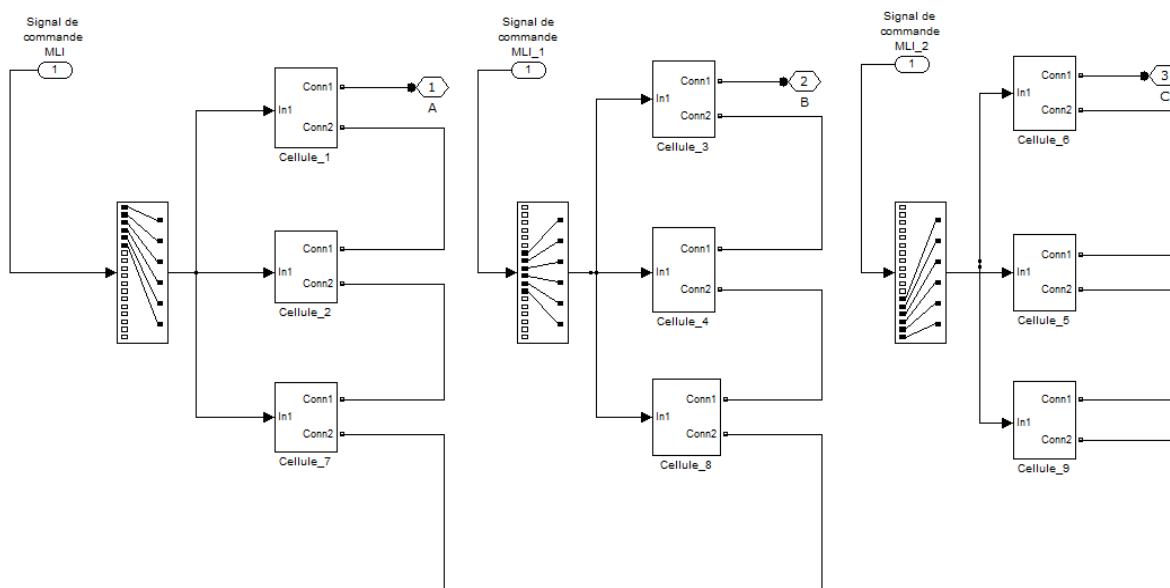 Signal de
commande
MLI
1
In1
Conn1
Conn2
Cellule_1
1
A
In1
Conn1
Conn2
Cellule_2
In1
Conn1
Conn2
Cellule_7
Signal de
commande
MLI_1
1
In1
Conn1
Conn2
Cellule_3
2
B
In1
Conn1
Conn2
Cellule_4
In1
Conn1
Conn2
Cellule_8
Signal de
commande
MLI_2
1
In1
Conn1
Conn2
Cellule_6
3
C
In1
Conn1
Conn2
Cellule_5
In1
Conn1
Conn2
Cellule_9